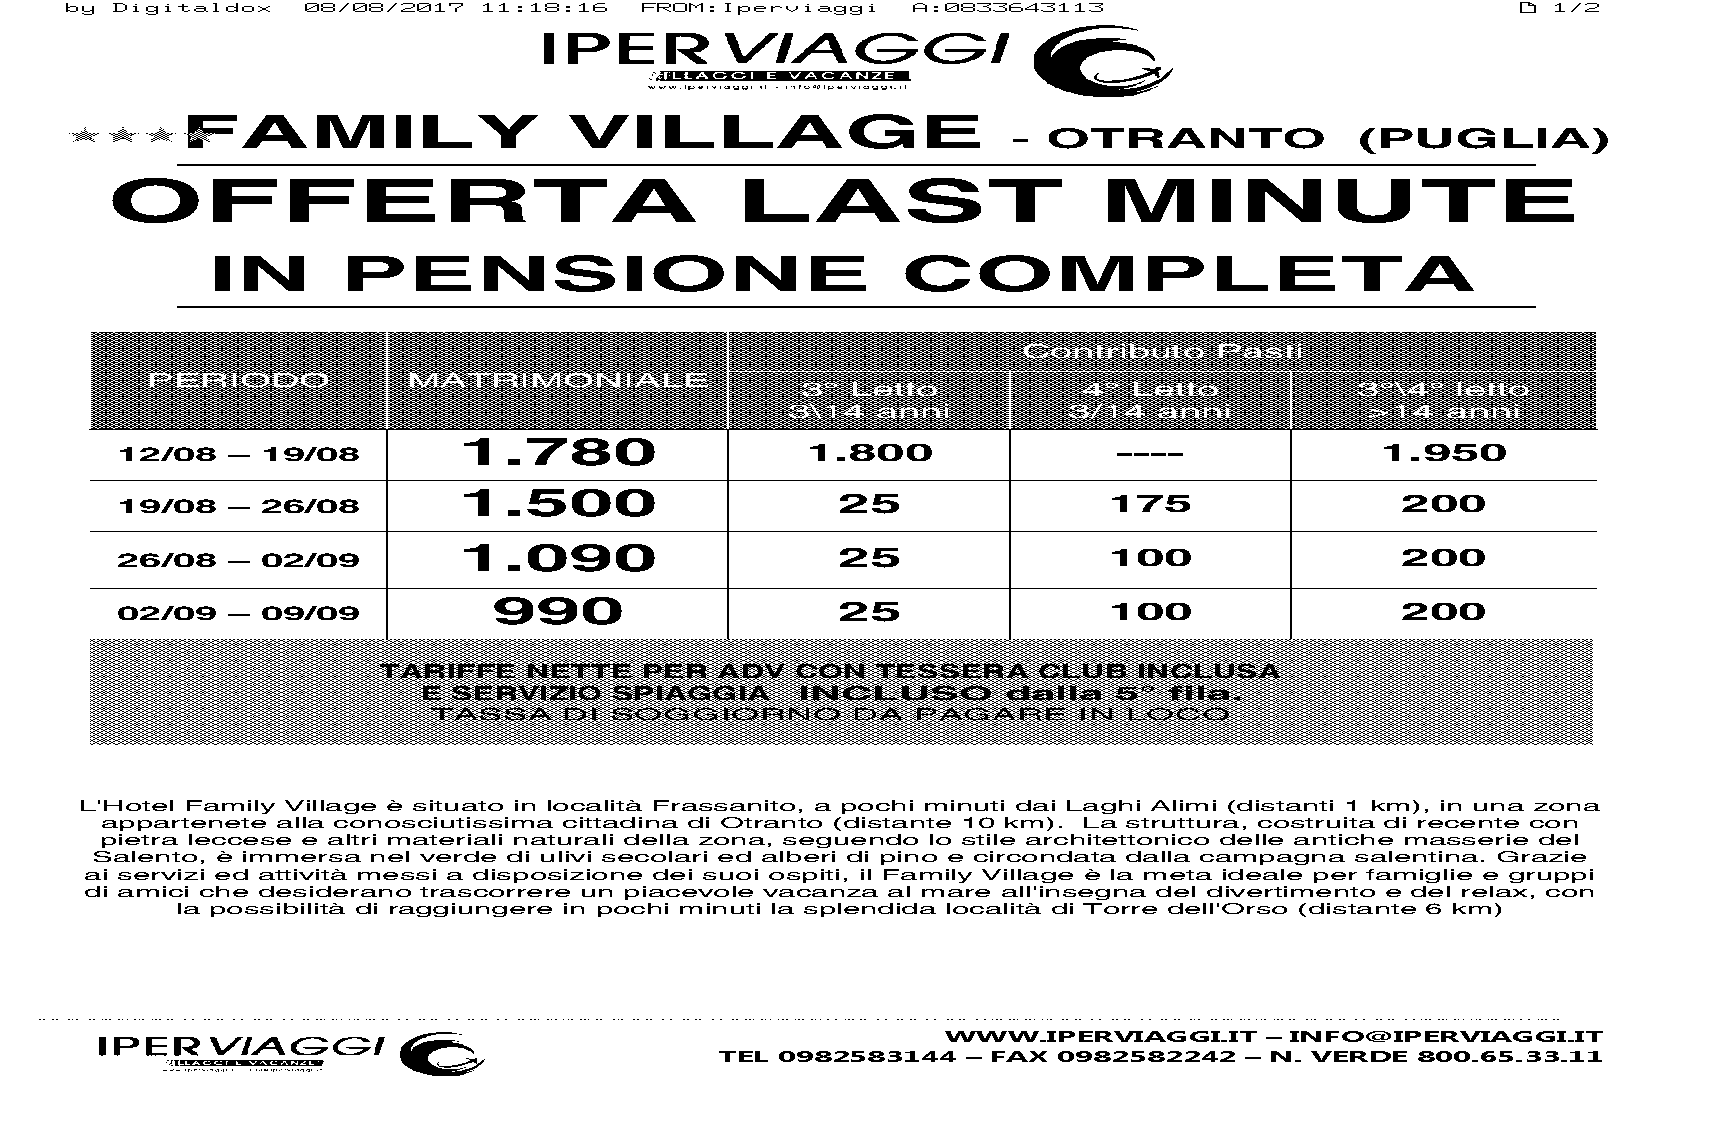 by Digitaldox 08/08/2017 11:18:16 FROM:Iperviaggi A:0833643113 1/2
IPERVIAGGI
VILLAGGI E VACANZE
www.iperviaggi.it - info@iperviaggi.it
FAMILY VILLAGE - OTRANTO (PUGLIA)
OFFERTA LAST MINUTE
IN PENSIONE COMPLETA
PERIODO MATRIMONIALE Contributo Pasti
3° Letto 3\14 anni 4° Letto 3/14 anni 3°\4° letto >14 anni
12/08 – 19/08 1.780 1.800 ---- 1.950
19/08 – 26/08 1.500 25 175 200
26/08 – 02/09 1.090 25 100 200
02/09 – 09/09 990 25 100 200
TARIFFE NETTE PER ADV CON TESSERA CLUB INCLUSA
E SERVIZIO SPIAGGIA INCLUSO dalla 5° fila.
TASSA DI SOGGIORNO DA PAGARE IN LOCO
L'Hotel Family Village è situato in località Frassanito, a pochi minuti dai Laghi Alimi (distanti 1 km), in una zona
appartenete alla conosciutissima cittadina di Otranto (distante 10 km). La struttura, costruita di recente con
pietra leccese e altri materiali naturali della zona, seguendo lo stile architettonico delle antiche masserie del
Salento, è immersa nel verde di ulivi secolari ed alberi di pino e circondata dalla campagna salentina. Grazie
ai servizi ed attività messi a disposizione dei suoi ospiti, il Family Village è la meta ideale per famiglie e gruppi
di amici che desiderano trascorrere un piacevole vacanza al mare all'insegna del divertimento e del relax, con
la possibilità di raggiungere in pochi minuti la splendida località di Torre dell'Orso (distante 6 km)
IPERVIAGGI
VILLAGGI E VACANZE
WWW.IPERVIAGGI.IT – INFO@IPERVIAGGI.IT
TEL 0982583144 – FAX 0982582242 – N. VERDE 800.65.33.11